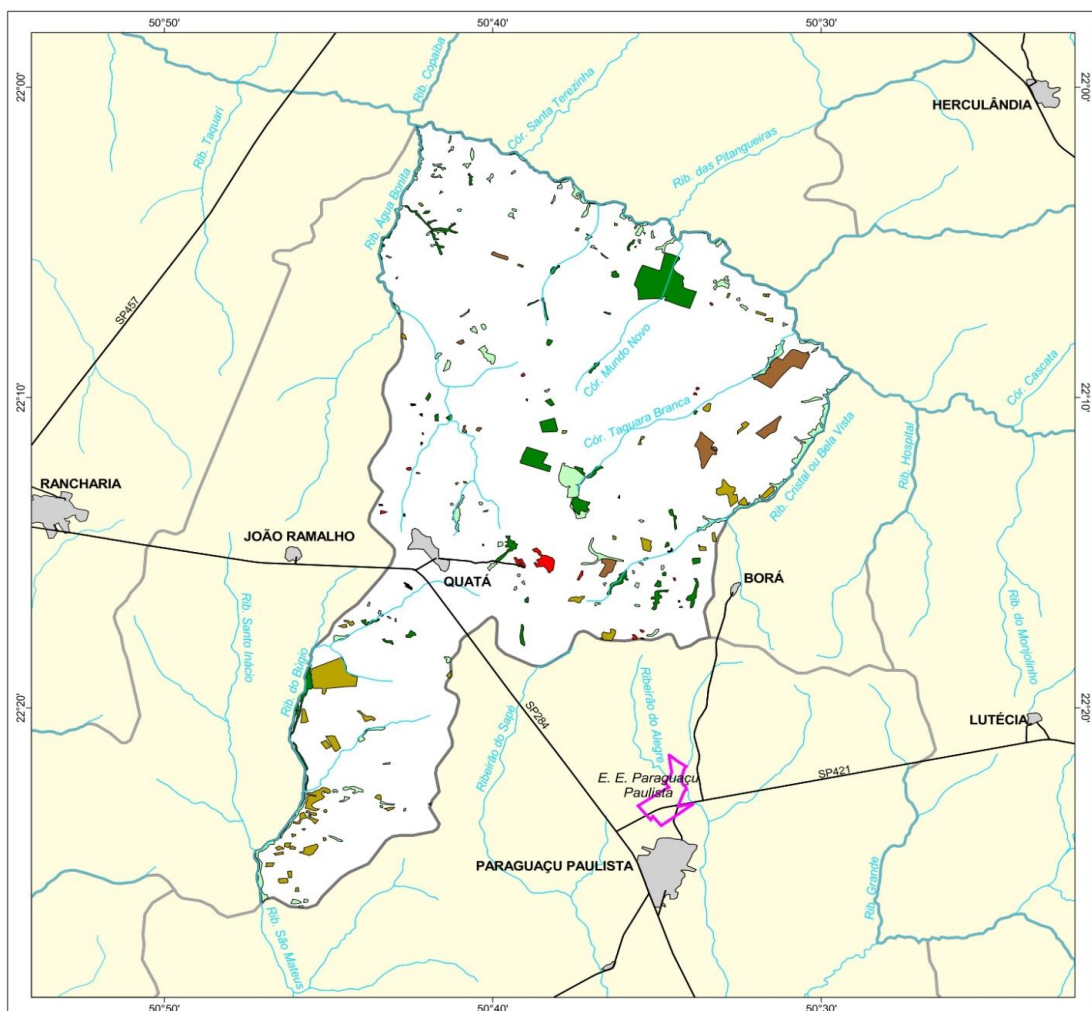 50°50' 50°40' 50°30'
22°00' 22°00'
Rib. Copaíba
HERCULÂNDIA
Rib. Taquarí
Cór. Santa Terezinha
Rib. das Pitangueiras
Rib. Água Bonita
SP457
Cór. Mundo Novo
22°10' 22°10'
Cór. Cascata
Cór. Taquara Branca
Rib. Cristal ou Bela Vista
Rib. Hospital
RANCHARIA
JOÃO RAMALHO
QUATÁ
BORÁ
Rib. Santo Inácio
Rib. do Búgio
Rib. do Monjolinho
22°20' 22°20'
Ribeirão do Sapé
SP284
Ribeirão do Alegre
LUTÉCIA
E. E. Paraguaçu
Paulista
SP421
PARAGUAÇU PAULISTA
Rib. Grande
Rib. São Mateus
50°50' 50°40' 50°30'